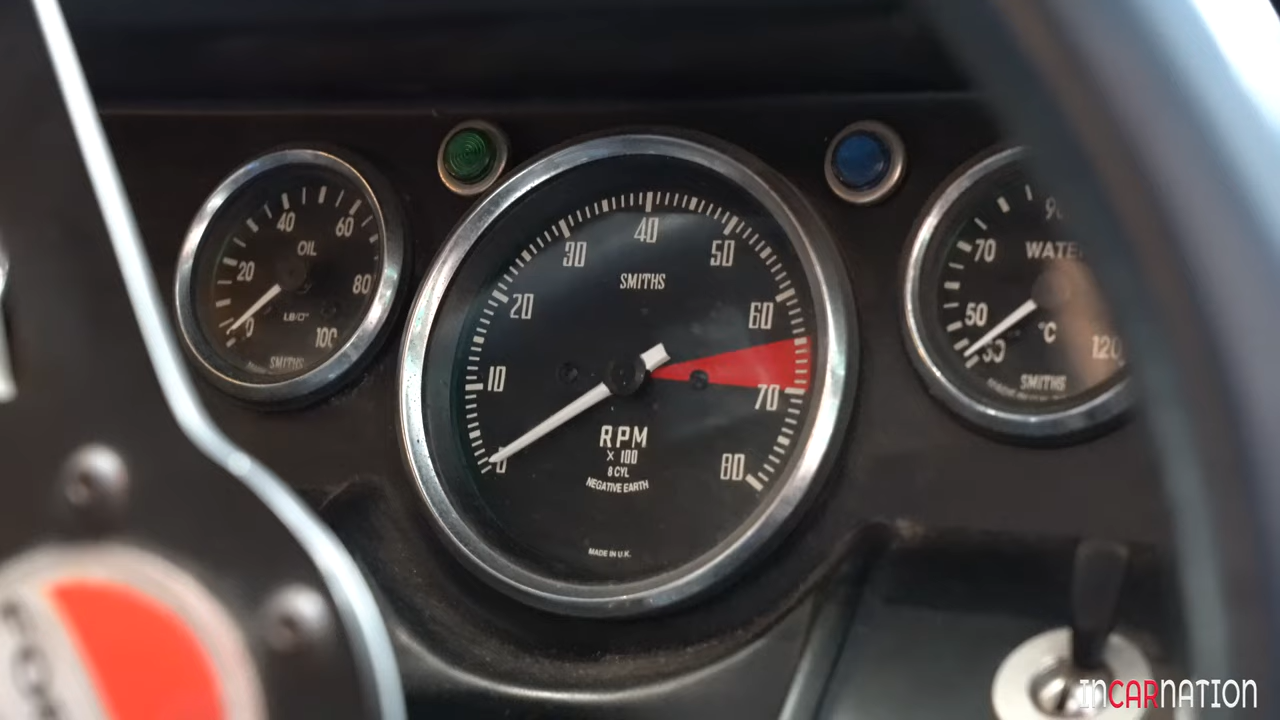 40
60
OIL
20
80
LB/□"
0
100
SMITHS
40
30
50
SMITHS
20
60
10
70
RPM
× 100
8 CYL
0
80
NEGATIVE EARTH
MADE IN U.K.
70
50
°C
30
120
SMITHS
INCARNATION